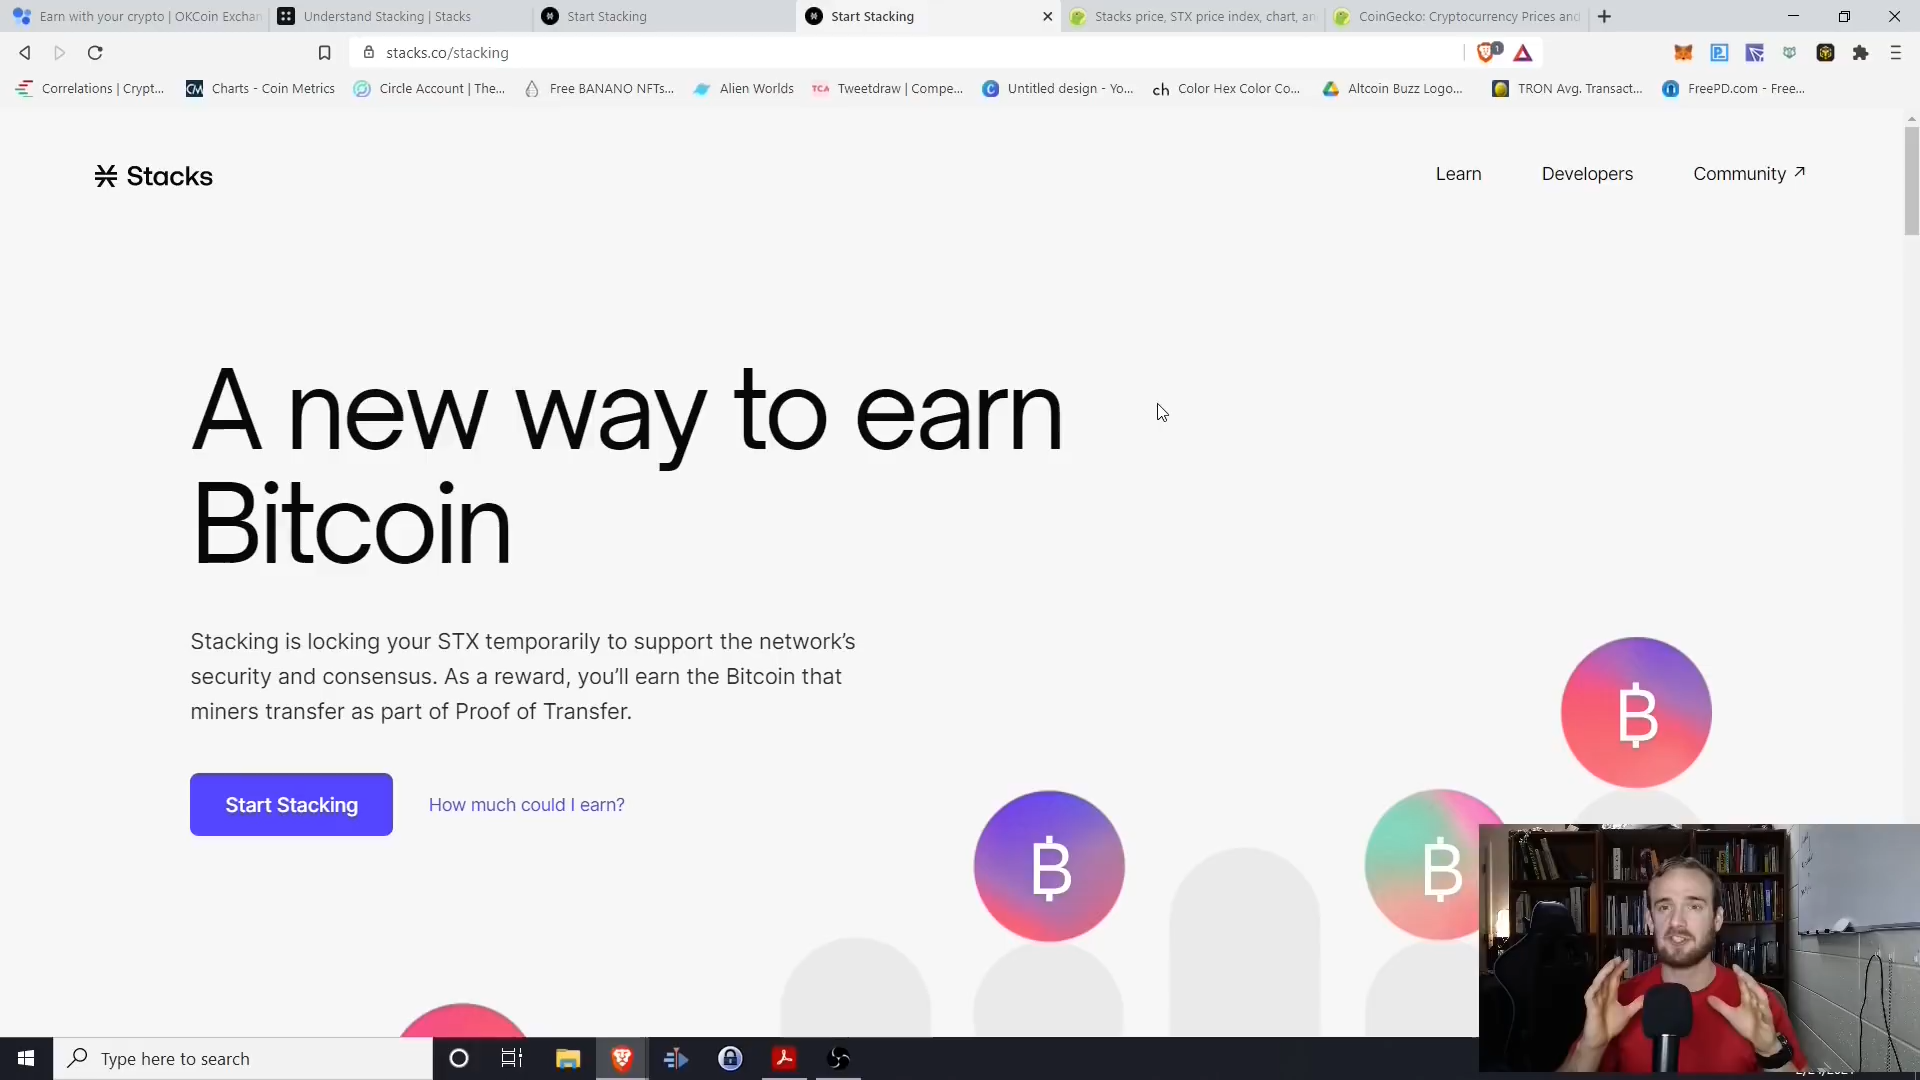 Earn with your crypto | OKCoin Exchan
Understand Stacking | Stacks
Start Stacking
Start Stacking
Stacks price, STX price index, chart, an
CoinGecko: Cryptocurrency Prices and
stacks.co/stacking
1
Correlations | Crypt...
CM Charts - Coin Metrics
Circle Account | The...
Free BANANO NFTs...
Alien Worlds
TCA Tweetdraw | Compe...
Untitled design - Yo...
ch Color Hex Color Co...
Altcoin Buzz Logo...
TRON Avg. Transact...
FreePD.com - Free...
Stacks
Learn
Developers
Community ↗
A new way to earn
Bitcoin
Stacking is locking your STX temporarily to support the network's
security and consensus. As a reward, you'll earn the Bitcoin that
miners transfer as part of Proof of Transfer.
Start Stacking
How much could I earn?
Type here to search